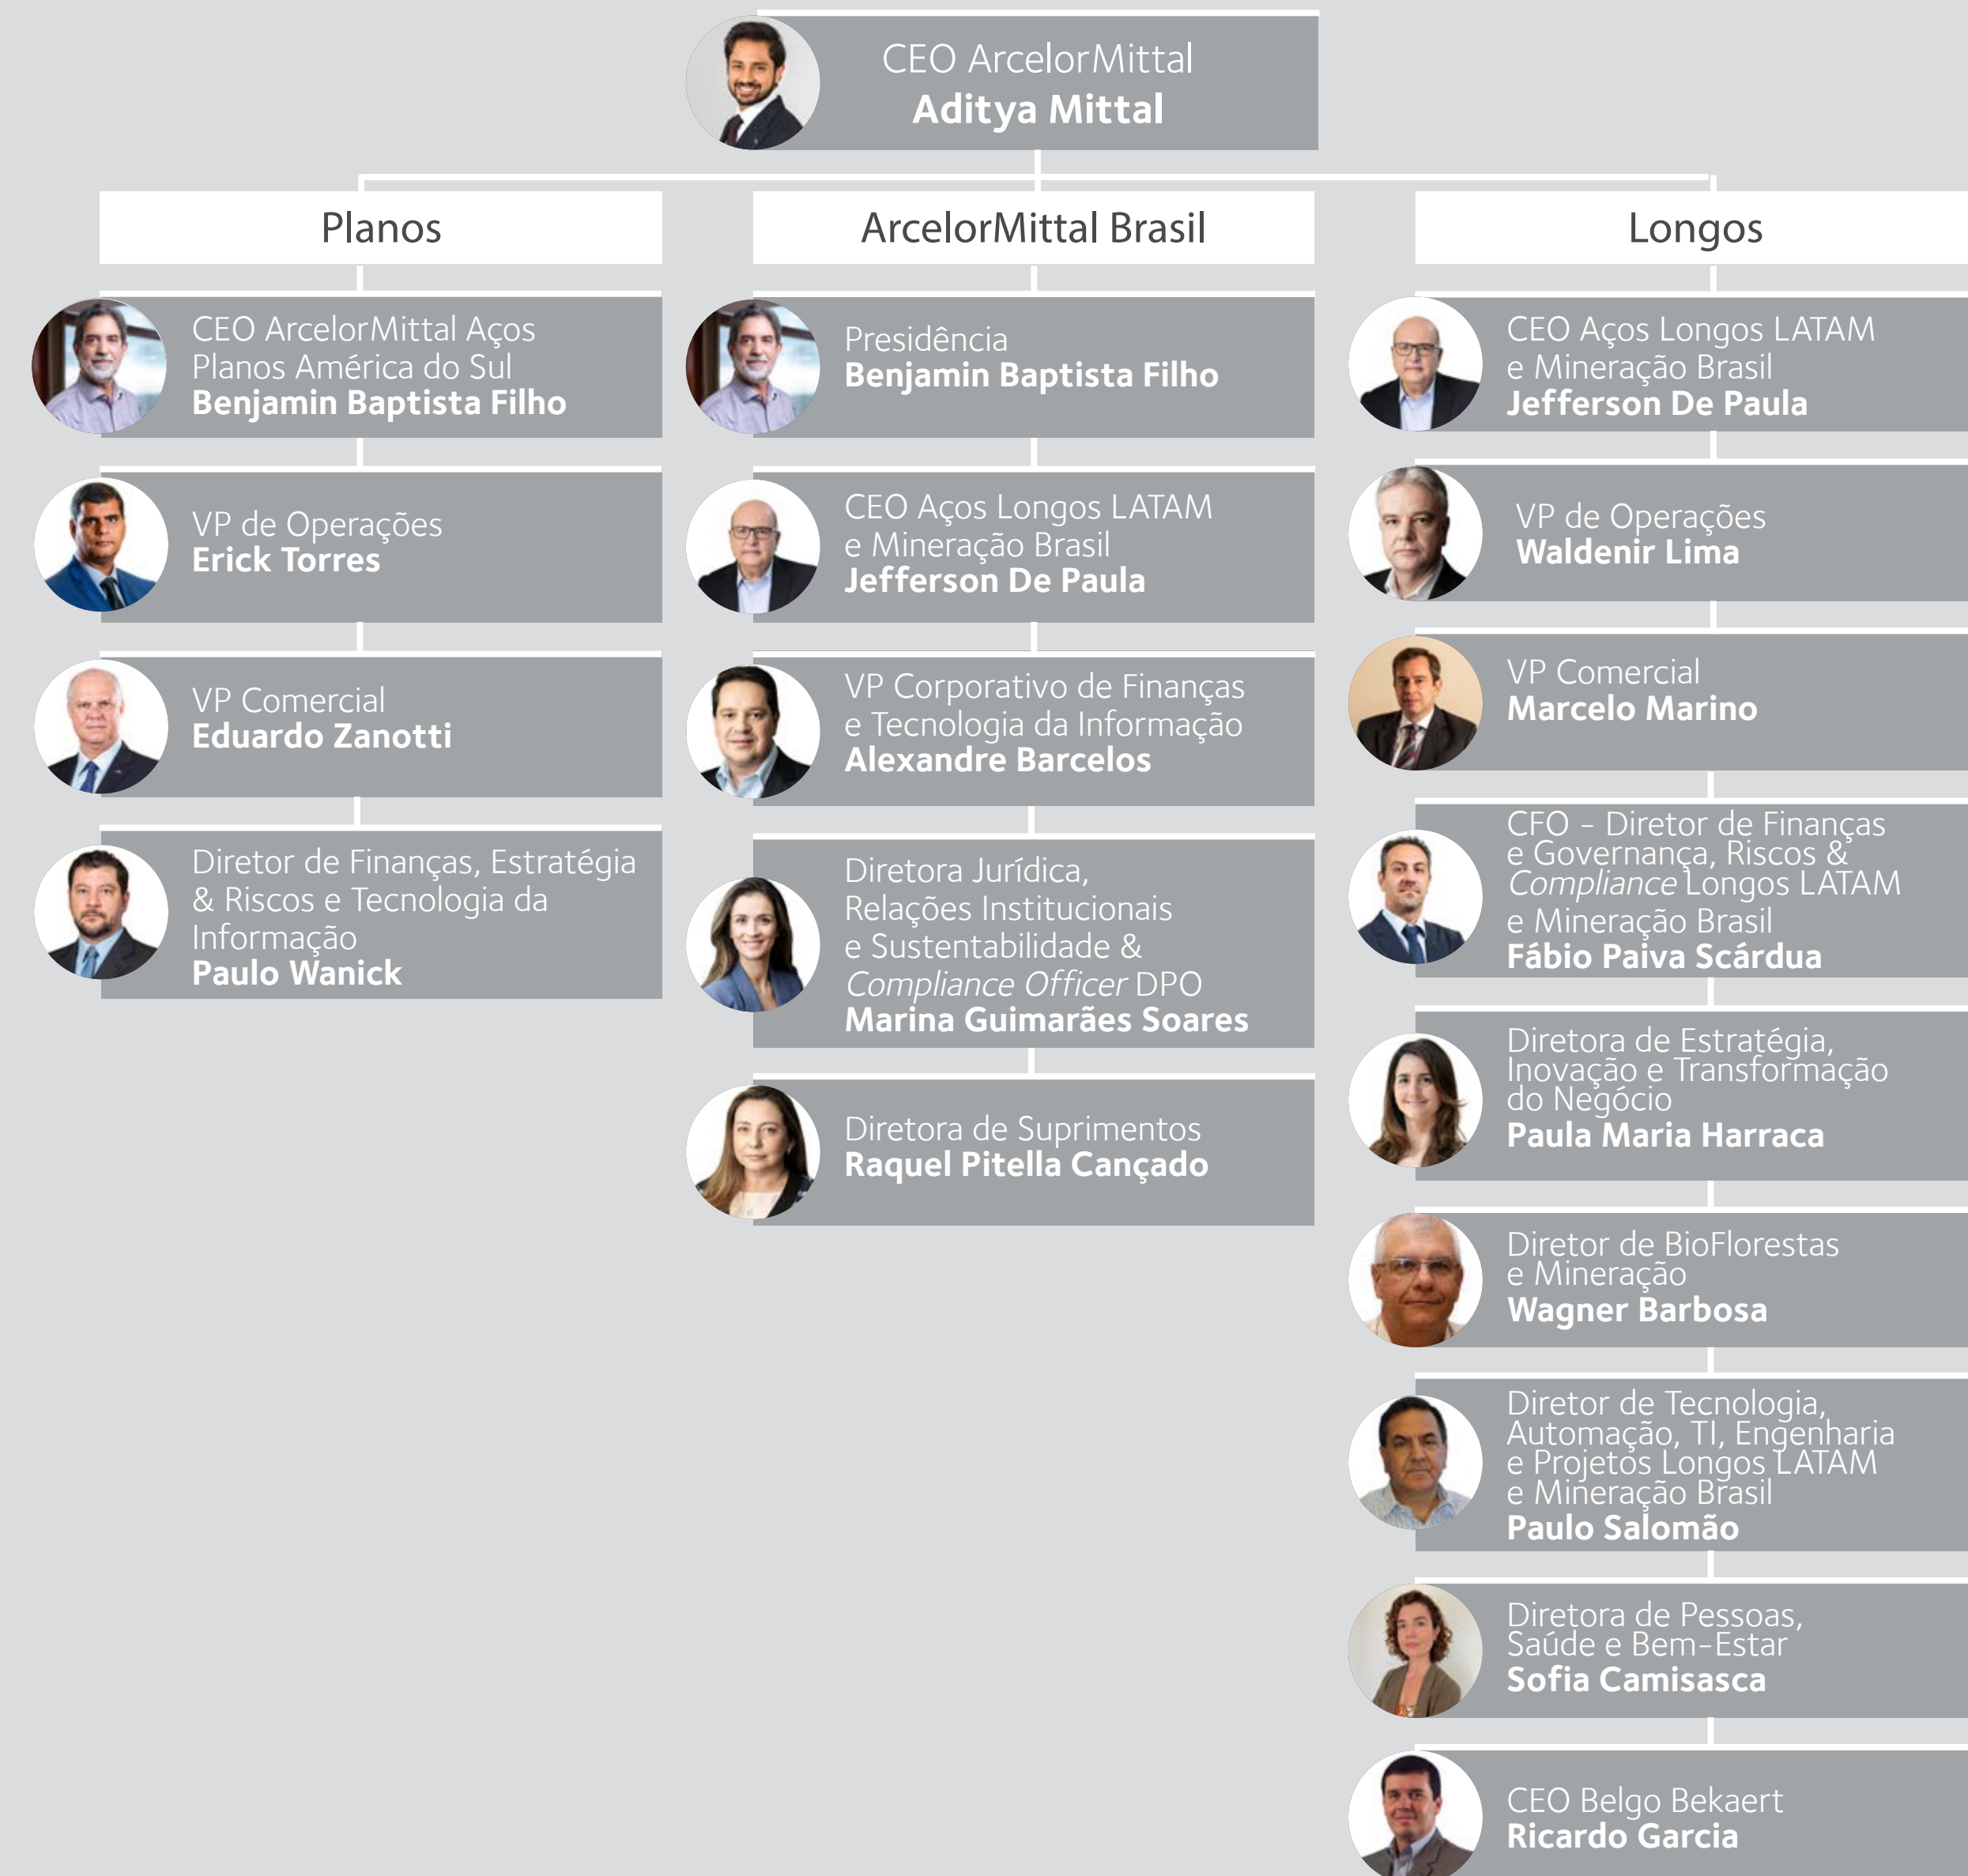 CEO ArcelorMittal
Aditya Mittal
Planos
CEO ArcelorMittal Aços
Planos América do Sul
Benjamin Baptista Filho
VP de Operações
Erick Torres
VP Comercial
Eduardo Zanotti
Diretor de Finanças, Estratégia
& Riscos e Tecnologia da
Informação
Paulo Wanick
ArcelorMittal Brasil
Presidência
Benjamin Baptista Filho
CEO Aços Longos LATAM
e Mineração Brasil
Jefferson De Paula
VP Corporativo de Finanças
e Tecnologia da Informação
Alexandre Barcelos
Diretora Jurídica,
Relações Institucionais
e Sustentabilidade &
Compliance Officer DPO
Marina Guimarães Soares
Diretora de Suprimentos
Raquel Pitella Cançado
Longos
CEO Aços Longos LATAM
e Mineração Brasil
Jefferson De Paula
VP de Operações
Waldenir Lima
VP Comercial
Marcelo Marino
CFO - Diretor de Finanças
e Governança, Riscos &
Compliance Longos LATAM
e Mineração Brasil
Fábio Paiva Scárdua
Diretora de Estratégia,
Inovação e Transformação
do Negócio
Paula Maria Harraca
Diretor de BioFlorestas
e Mineração
Wagner Barbosa
Diretor de Tecnologia,
Automação, TI, Engenharia
e Projetos Longos LATAM
e Mineração Brasil
Paulo Salomão
Diretora de Pessoas,
Saúde e Bem-Estar
Sofia Camisasca
CEO Belgo Bekaert
Ricardo Garcia